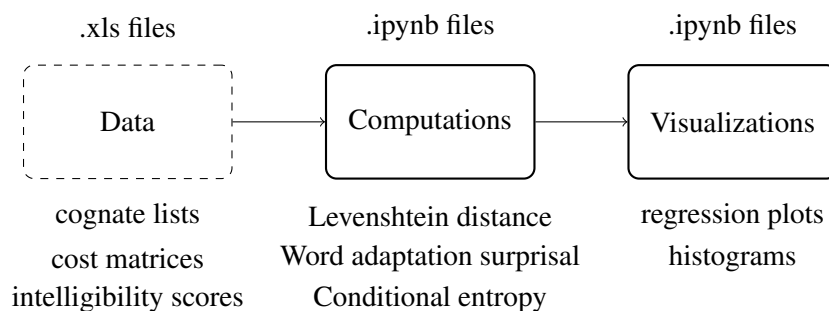 .xls files
.ipynb files
.ipynb files
Data
Computations
Visualizations
cognate lists
cost matrices
intelligibility scores
Levenshtein distance
Word adaptation surprisal
Conditional entropy
regression plots
histograms